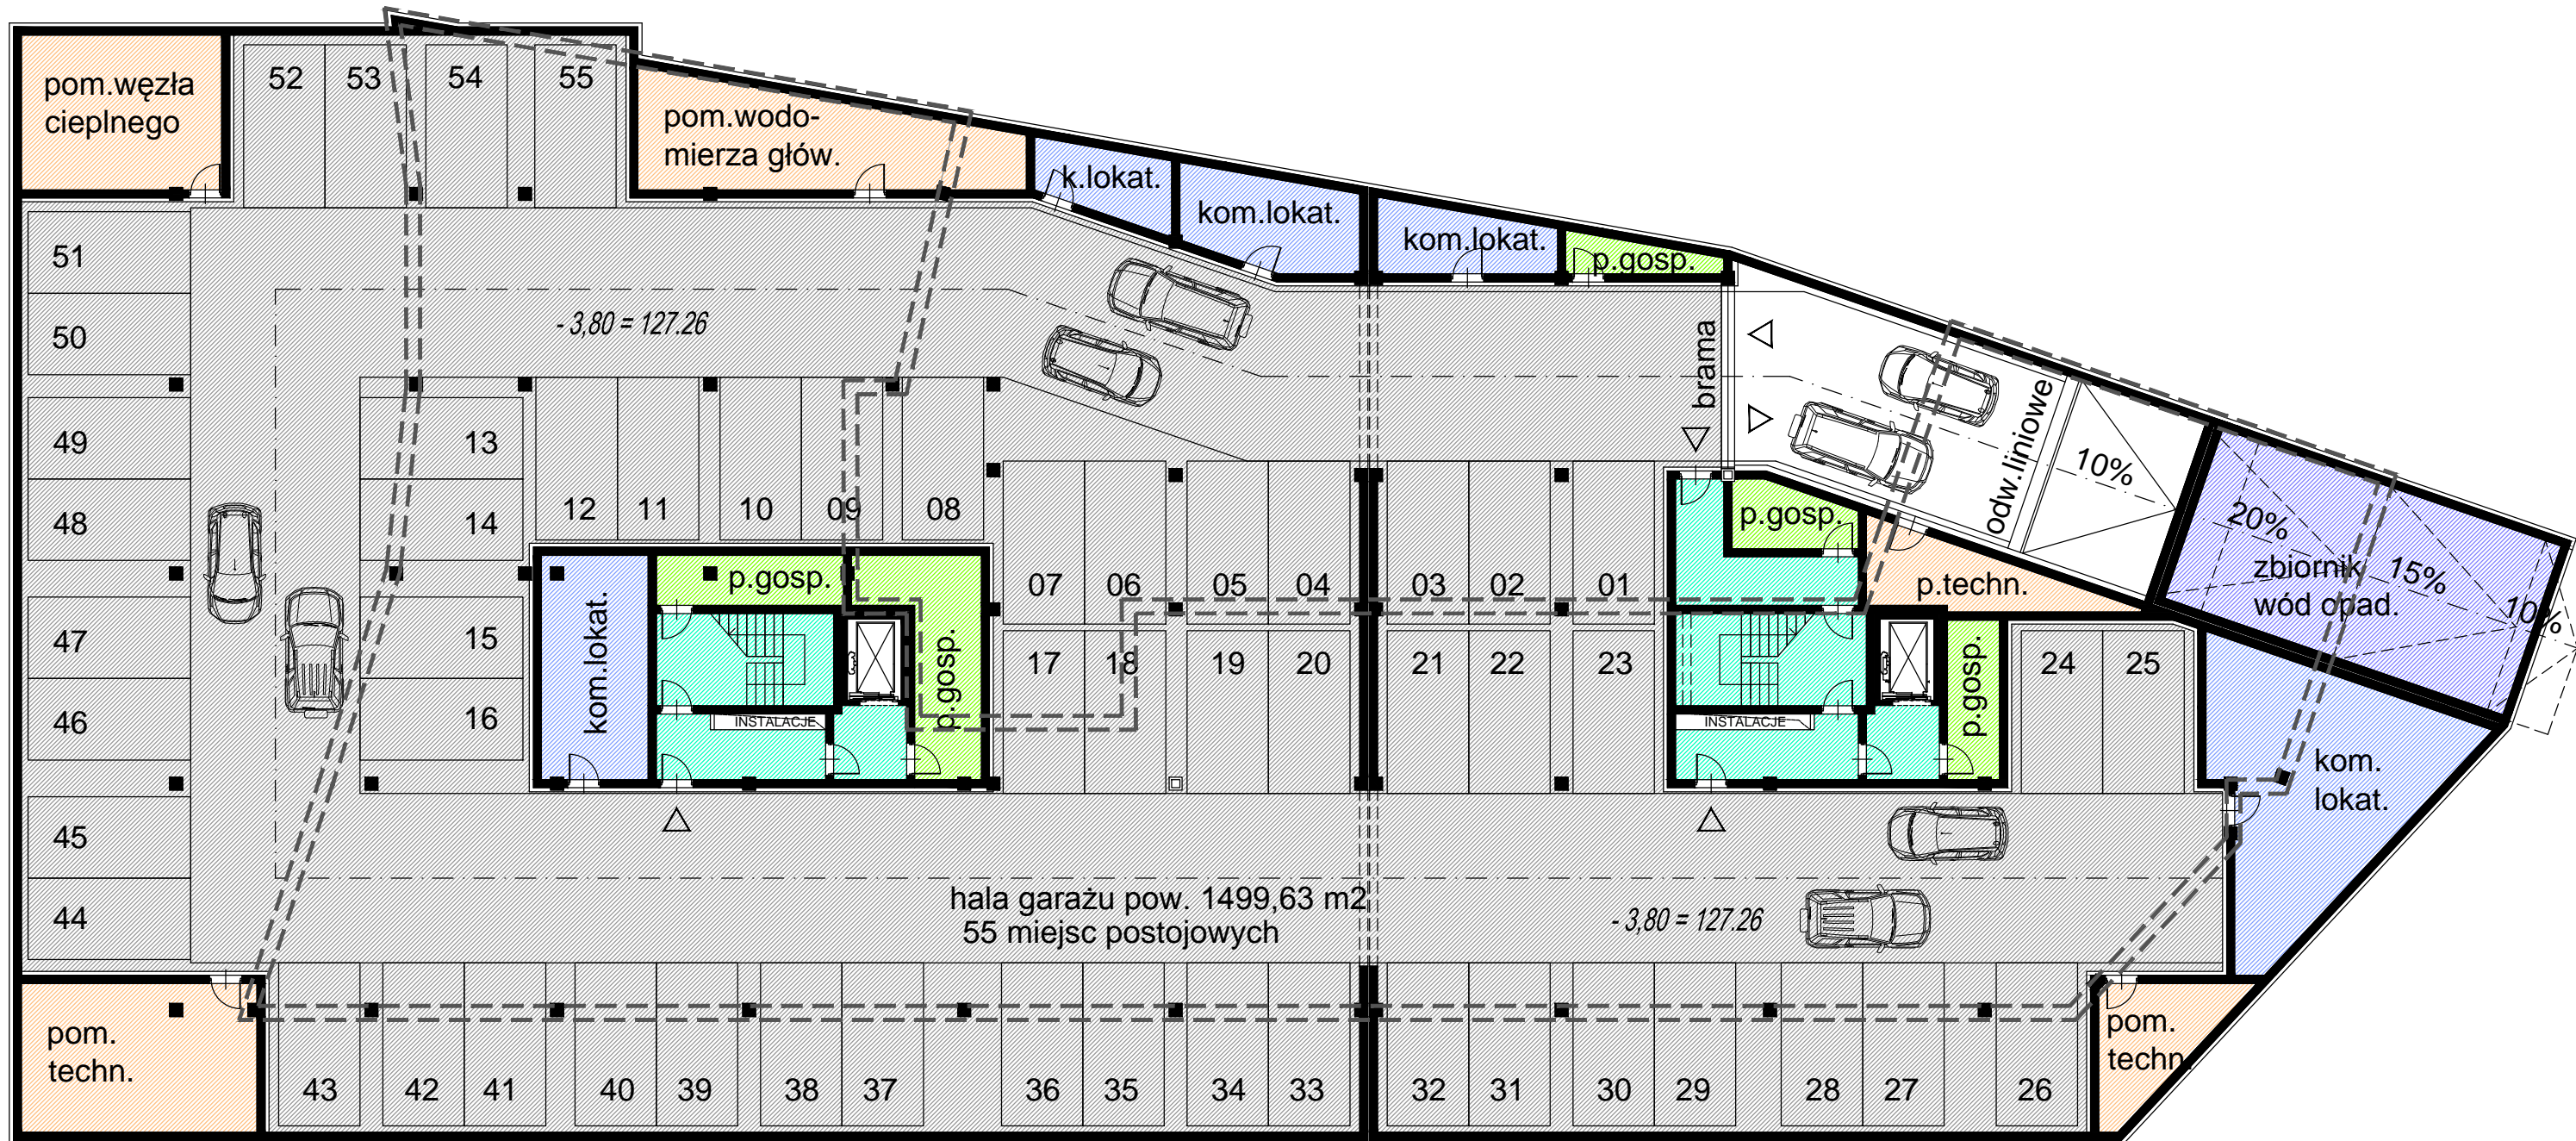 pom.węzła
cieplnego
52
53
54
55
pom.wodo-
mierza głów.
k.lokat.
kom.lokat.
kom.lokat.
p.gosp.
51
50
49
48
47
46
45
44
- 3,80 = 127.26
brama
odw.liniowe
10%
20%
15%
10%
zbiornik
wód opad.
13
14
15
16
12
11
10
09
08
07
06
05
04
03
02
01
p.gosp.
p.techn.
kom.lokat.
p.gosp.
p.gosp.
INSTALACJE
17
18
19
20
21
22
23
INSTALACJE
p.gosp.
24
25
kom.
lokat.
hala garażu pow. 1499,63 m2
55 miejsc postojowych
- 3,80 = 127.26
pom.
techn.
43
42
41
40
39
38
37
36
35
34
33
32
31
30
29
28
27
26
pom.
techn.